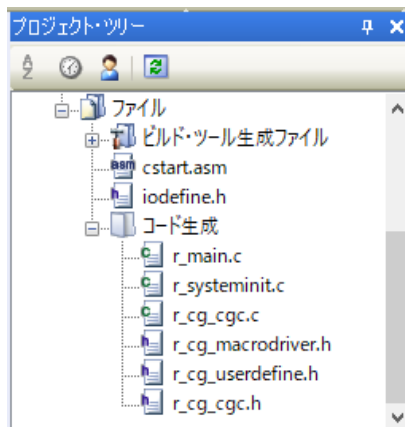 プロジェクト・ツリー
ファイル
ビルド・ツール生成ファイル
cstart.asm
iodefine.h
コード生成
r_main.c
r_systeminit.c
r_cg_cgc.c
r_cg_macrodriver.h
r_cg_userdefine.h
r_cg_cgc.h